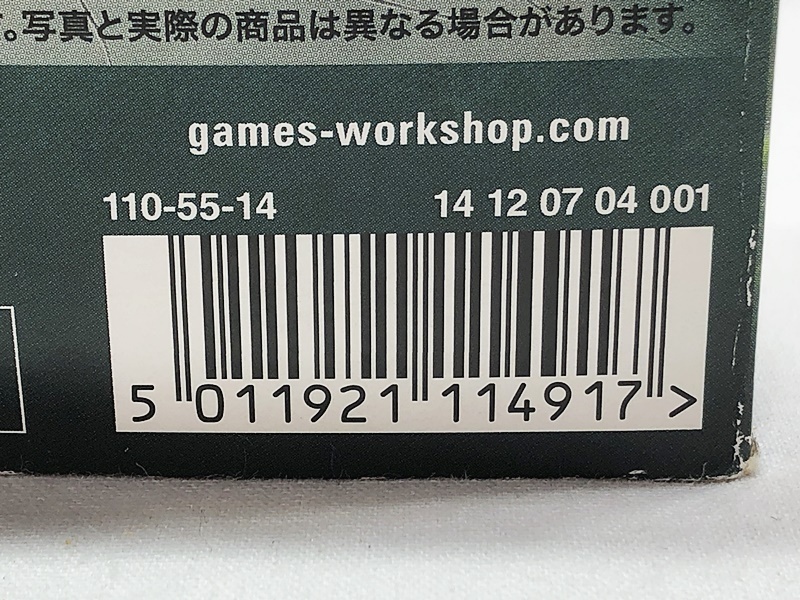 。写真と実際の商品は異なる場合があります。
games-workshop.com
110-55-14 14 12 07 04 001
5 011921 114917 >